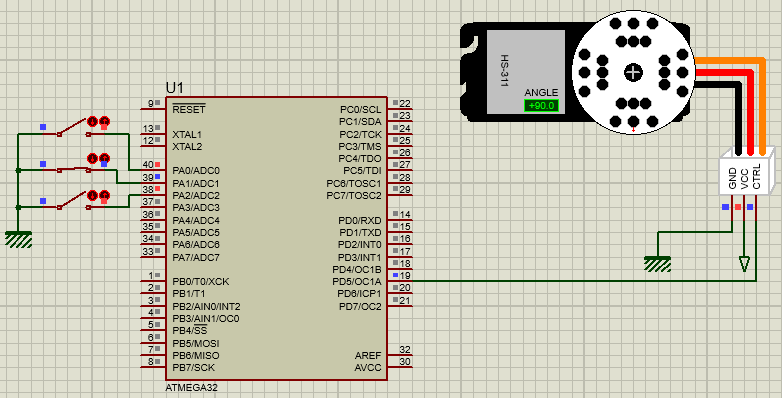 HS-311
ANGLE
+90.0
GND
VCC
CTRL
U1
9 RESET
13 XTAL1
12 XTAL2
40 PA0/ADC0
39 PA1/ADC1
38 PA2/ADC2
37 PA3/ADC3
36 PA4/ADC4
35 PA5/ADC5
34 PA6/ADC6
33 PA7/ADC7
1 PB0/T0/XCK
2 PB1/T1
3 PB2/AIN0/INT2
4 PB3/AIN1/OC0
5 PB4/SS
6 PB5/MOSI
7 PB6/MISO
8 PB7/SCK
PC0/SCL 22
PC1/SDA 23
PC2/TCK 24
PC3/TMS 25
PC4/TDO 26
PC5/TDI 27
PC6/TOSC1 28
PC7/TOSC2 29
PD0/RXD 14
PD1/TXD 15
PD2/INT0 16
PD3/INT1 17
PD4/OC1B 18
PD5/OC1A 19
PD6/ICP1 20
PD7/OC2 21
AREF 32
AVCC 30
ATMEGA32